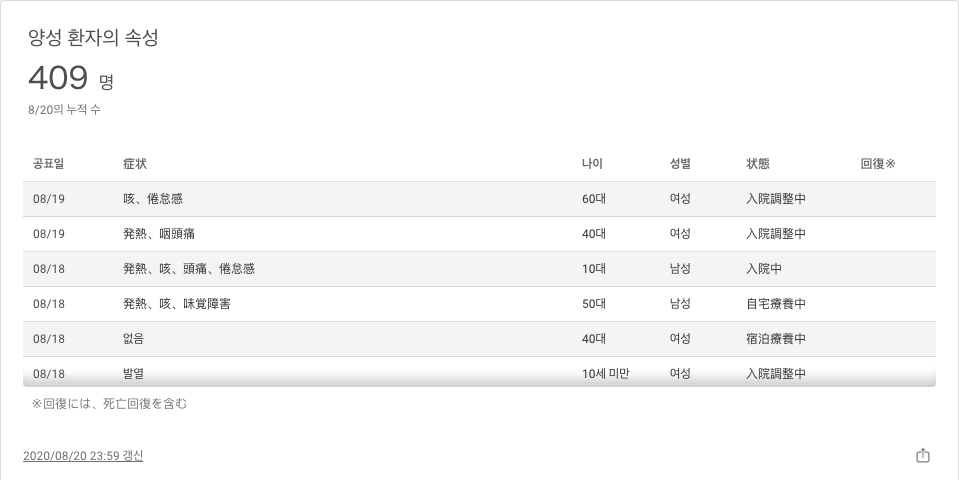 양성 환자의 속성
409 명
8/20의 누적 수
공표일 症状 나이 성별 状態 回復※
08/19 咳、倦怠感 60대 여성 入院調整中
08/19 発熱、咽頭痛 40대 여성 入院調整中
08/18 発熱、咳、頭痛、倦怠感 10대 남성 入院中
08/18 発熱、咳、味覚障害 50대 남성 自宅療養中
08/18 없음 40대 여성 宿泊療養中
08/18 발열 10세 미만 여성 入院調整中
※回復には、死亡回復を含む
2020/08/20 23:59 갱신